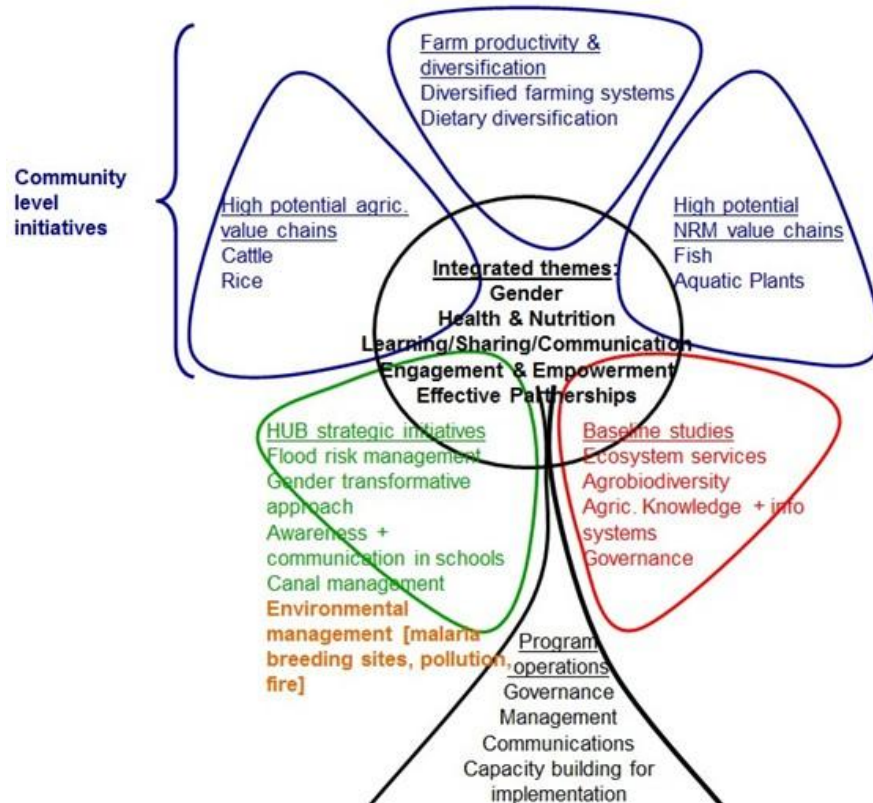 Farm productivity &
diversification
Diversified farming systems
Dietary diversification
Community
level
initiatives
High potential agric.
value chains
Cattle
Rice
High potential
NRM value chains
Fish
Aquatic Plants
Integrated themes:
Gender
Health & Nutrition
Learning/Sharing/Communication
Engagement & Empowerment
Effective Partnerships
HUB strategic initiatives
Flood risk management
Gender transformative
approach
Awareness +
communication in schools
Canal management
Environmental
management [malaria
breeding sites, pollution,
fire]
Baseline studies
Ecosystem services
Agrobiodiversity
Agric. Knowledge + info
systems
Governance
Program
operations
Governance
Management
Communications
Capacity building for
implementation